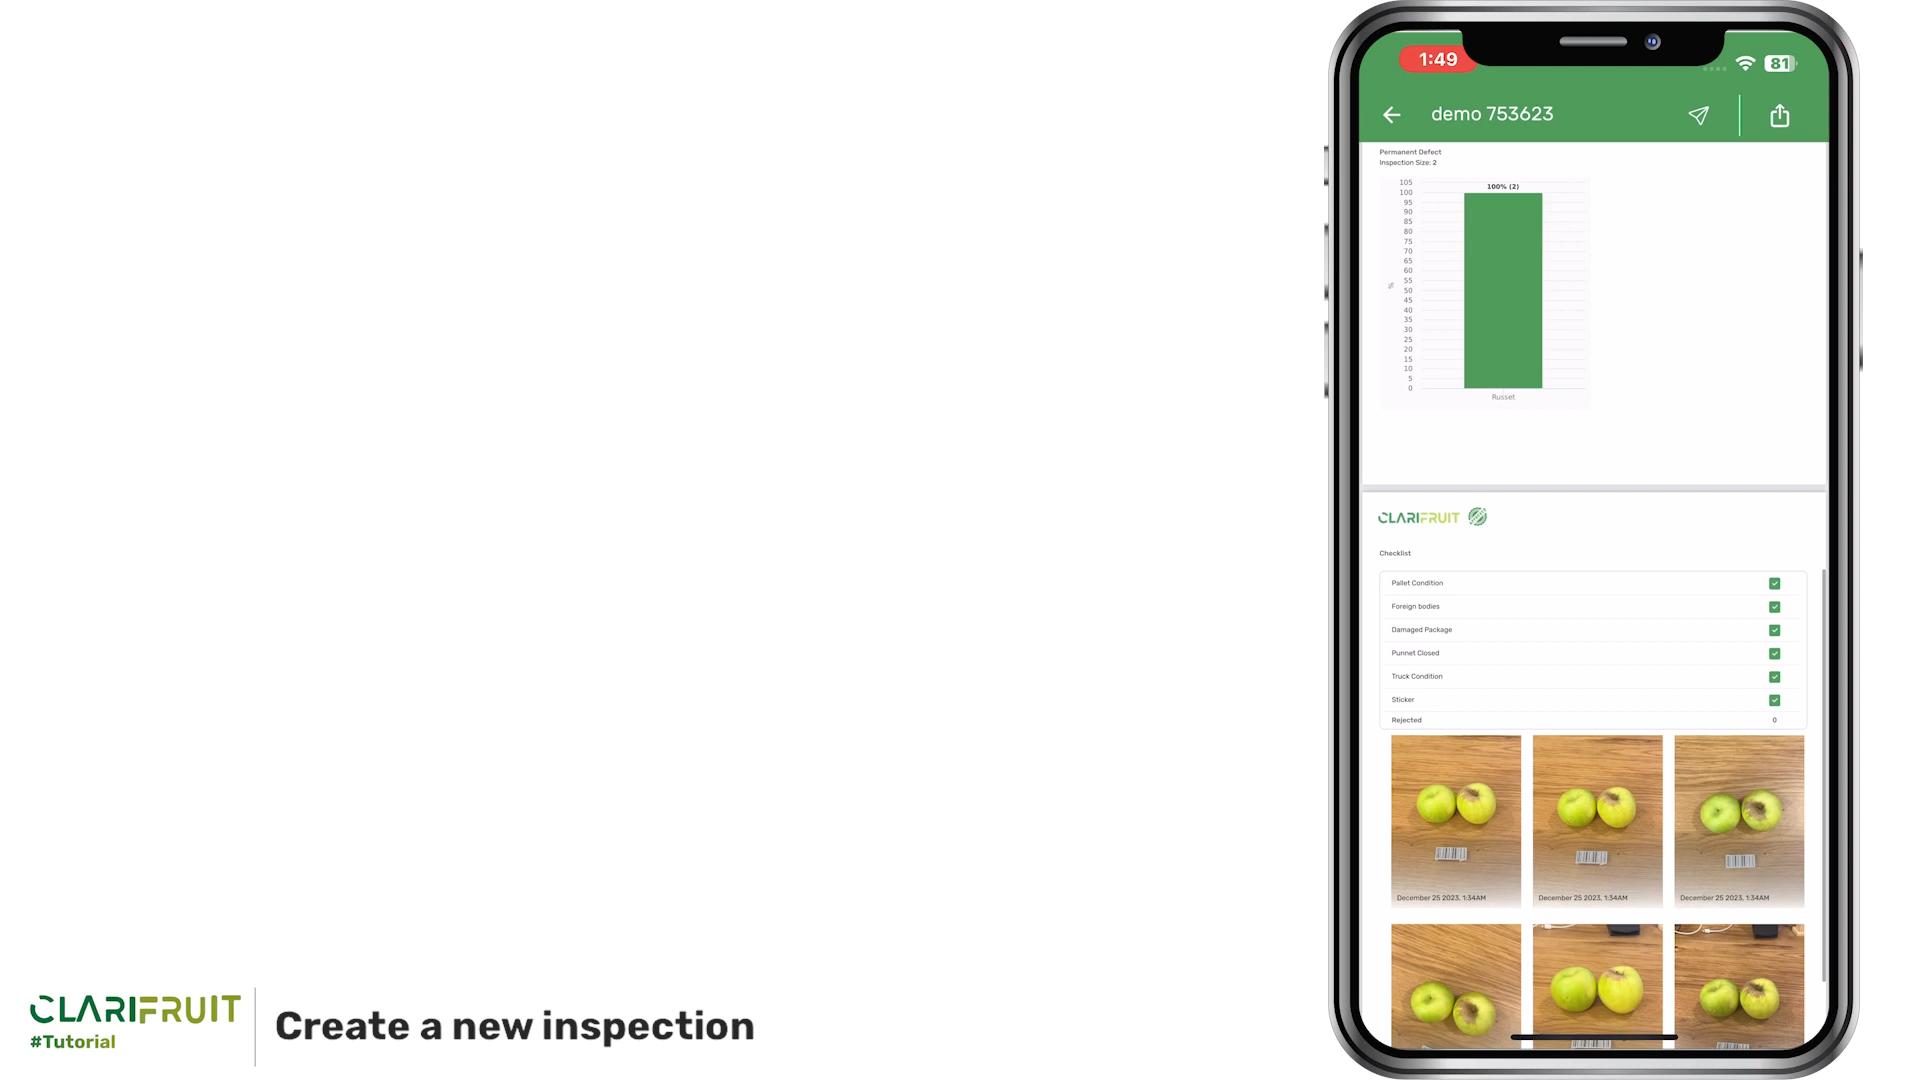 1:49
81
demo 753623
Permanent Defect
Inspection Size: 2
105
100
95
90
85
80
75
70
65
60
55
50
45
40
35
30
25
20
15
10
5
0
%
100% (2)
Russet
CLARIFRUIT
Checklist
Pallet Condition
Foreign bodies
Damaged Package
Punnet Closed
Truck Condition
Sticker
Rejected 0
December 25 2023, 1:34AM
December 25 2023, 1:34AM
December 25 2023, 1:34AM
CLARIFRUIT
#Tutorial
Create a new inspection